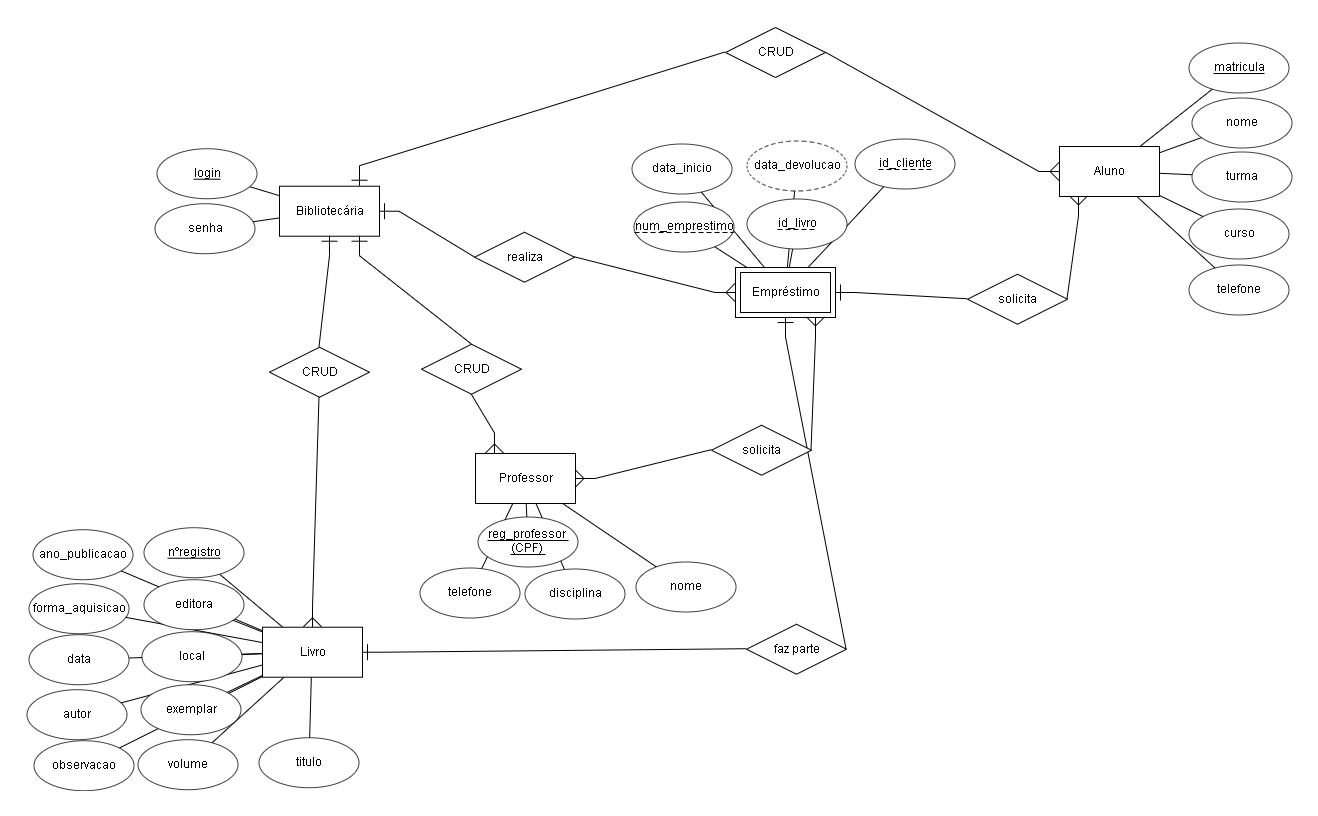 CRUD
matricula
nome
turma
curso
telefone
Aluno
login
senha
Bibliotecária
data_inicio
data_devolucao
id_cliente
num_emprestimo
id_livro
realiza
Empréstimo
solicita
CRUD
CRUD
solicita
Professor
reg_professor
(CPF)
telefone
disciplina
nome
ano_publicacao
nºregistro
forma_aquisicao
editora
data
local
Livro
faz parte
autor
exemplar
observacao
volume
titulo